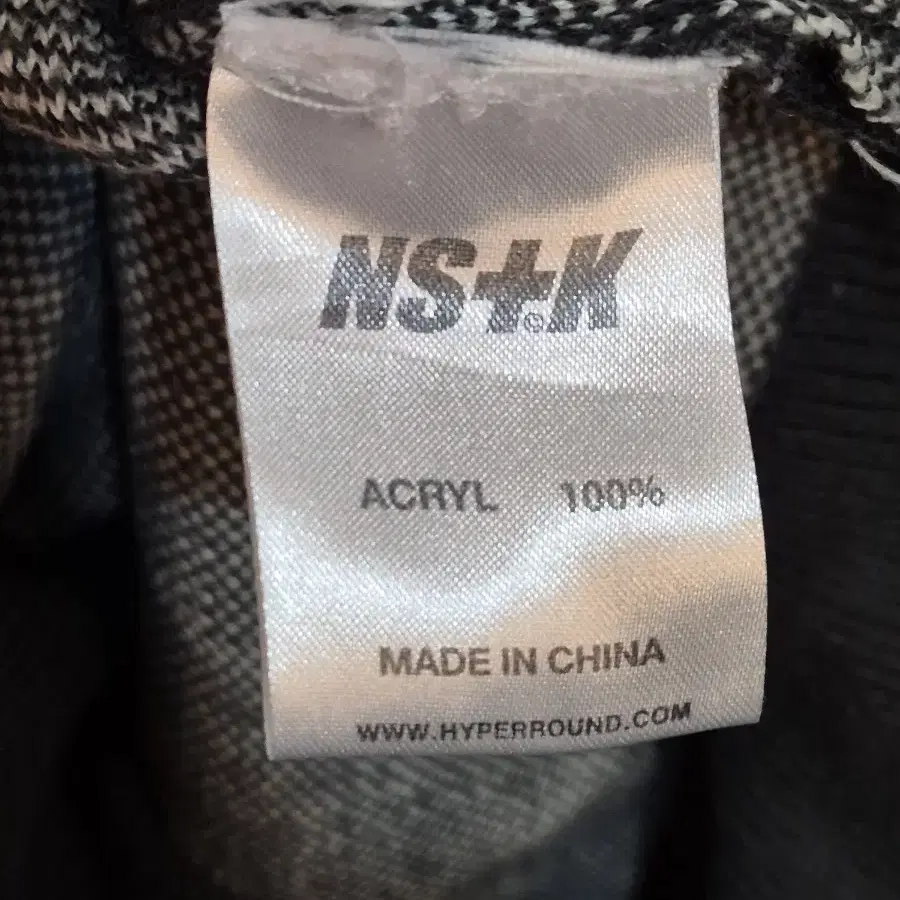 NS+.K
©
ACRYL 100%
MADE IN CHINA
WWW.HYPERROUND.COM